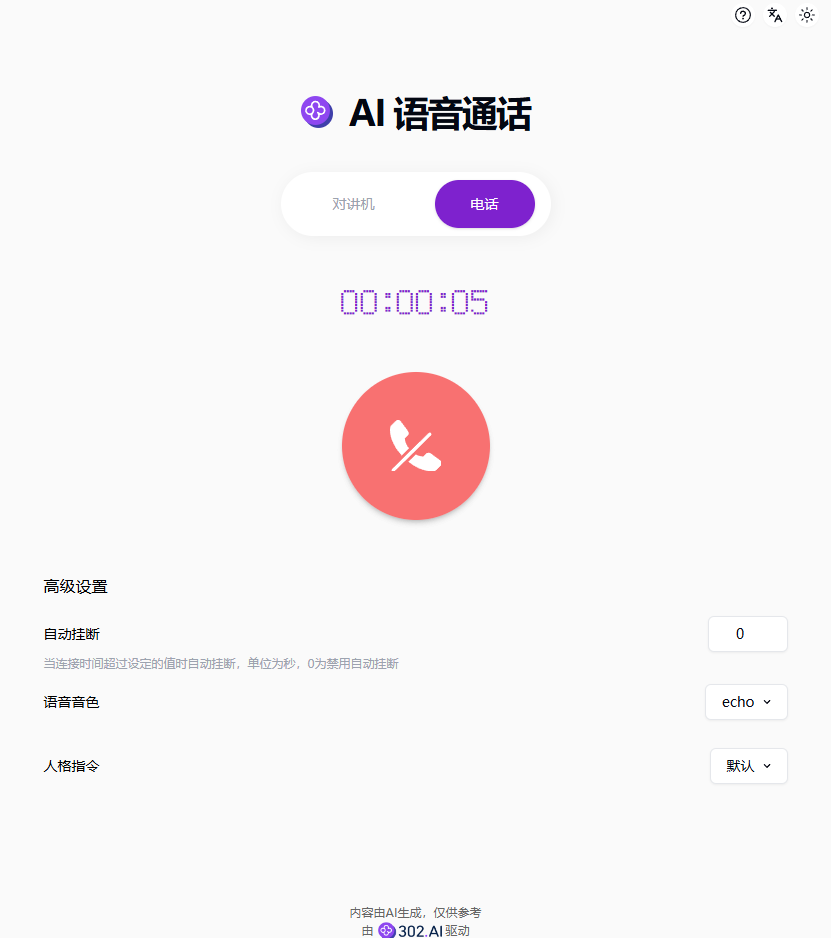 AI 语音通话
对讲机 电话
00:00:05
高级设置
自动挂断 0
当连接时间超过设定的值时自动挂断，单位为秒，0为禁用自动挂断
语音音色 echo
人格指令 默认
内容由AI生成，仅供参考
由 302.AI 驱动